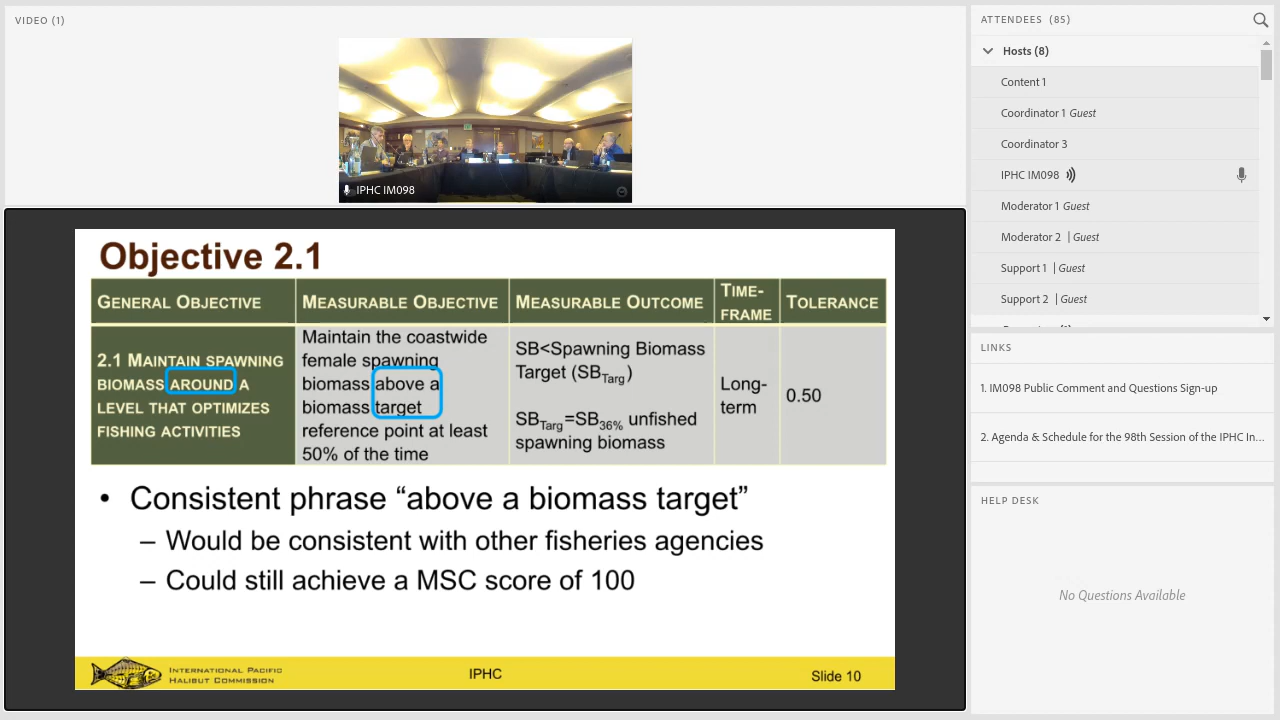 VIDEO (1)
IPHC IM098
Objective 2.1
GENERAL OBJECTIVE
MEASURABLE OBJECTIVE
MEASURABLE OUTCOME
TIME-
FRAME
TOLERANCE
2.1 MAINTAIN SPAWNING
BIOMASS AROUND A
LEVEL THAT OPTIMIZES
FISHING ACTIVITIES
Maintain the coastwide
female spawning
biomass above a
biomass target
reference point at least
50% of the time
SB<Spawning Biomass
Target (SBTarg)
SBTarg=SB36% unfished
spawning biomass
Long-
term
0.50
• Consistent phrase “above a biomass target”
– Would be consistent with other fisheries agencies
– Could still achieve a MSC score of 100
INTERNATIONAL PACIFIC
HALIBUT COMMISSION
IPHC
Slide 10
ATTENDEES (85)
Hosts (8)
Content 1
Coordinator 1 Guest
Coordinator 3
IPHC IM098
Moderator 1 Guest
Moderator 2 | Guest
Support 1 | Guest
Support 2 | Guest
LINKS
1. IM098 Public Comment and Questions Sign-up
2. Agenda & Schedule for the 98th Session of the IPHC In...
HELP DESK
No Questions Available